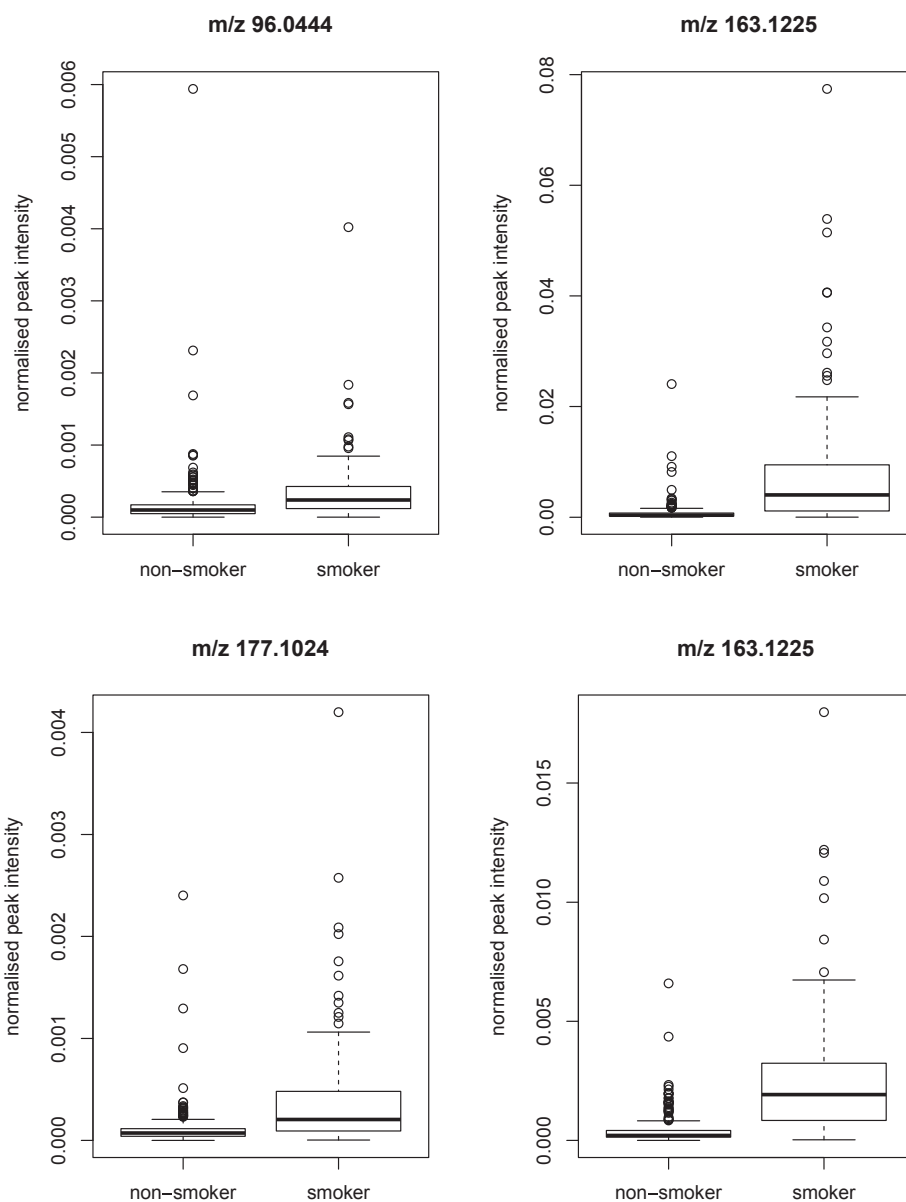 m/z 96.0444
normalised peak intensity
0.006
0.005
0.004
0.003
0.002
0.001
0.000
non−smoker smoker
m/z 163.1225
normalised peak intensity
0.08
0.06
0.04
0.02
0.00
non−smoker smoker
m/z 177.1024
normalised peak intensity
0.004
0.003
0.002
0.001
0.000
non−smoker smoker
m/z 163.1225
normalised peak intensity
0.015
0.010
0.005
0.000
non−smoker smoker